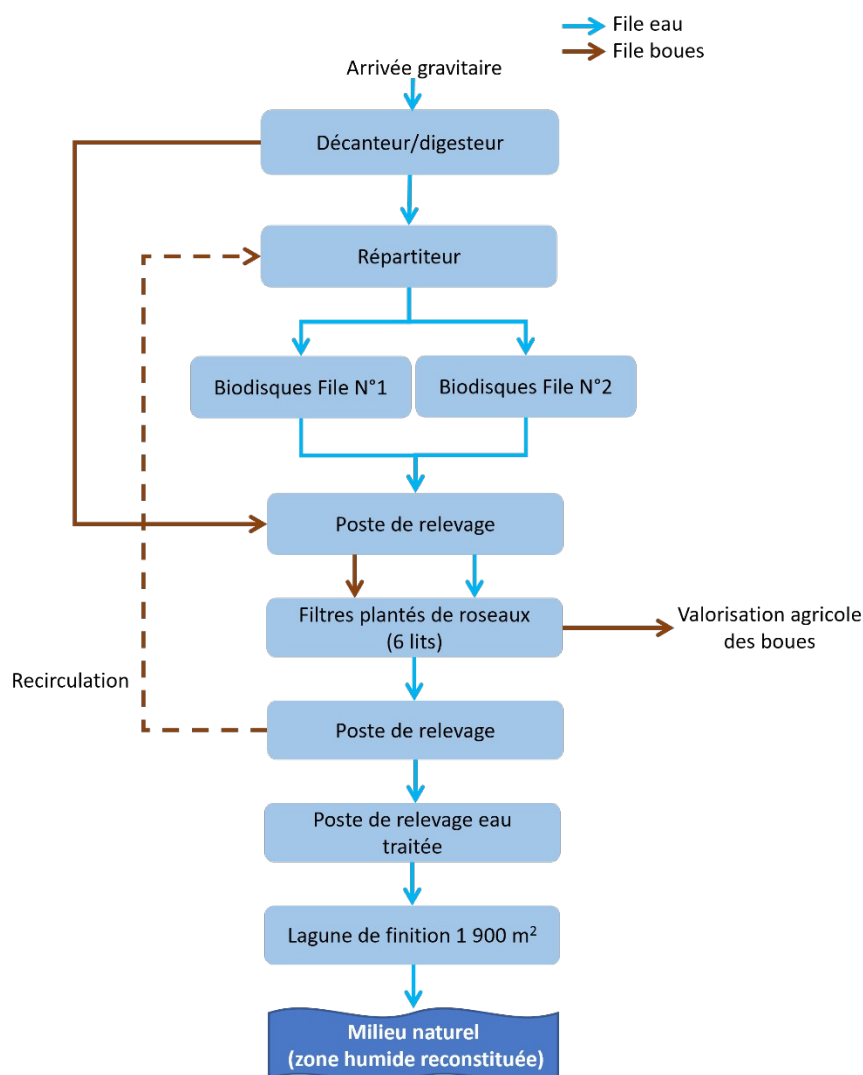 File eau
File boues
Arrivée gravitaire
Décanteur/digesteur
Répartiteur
Biodisques File N°1
Biodisques File N°2
Poste de relevage
Filtres plantés de roseaux
(6 lits)
Valorisation agricole
des boues
Recirculation
Poste de relevage
Poste de relevage eau
traitée
Lagune de finition 1 900 m²
Milieu naturel
(zone humide reconstituée)